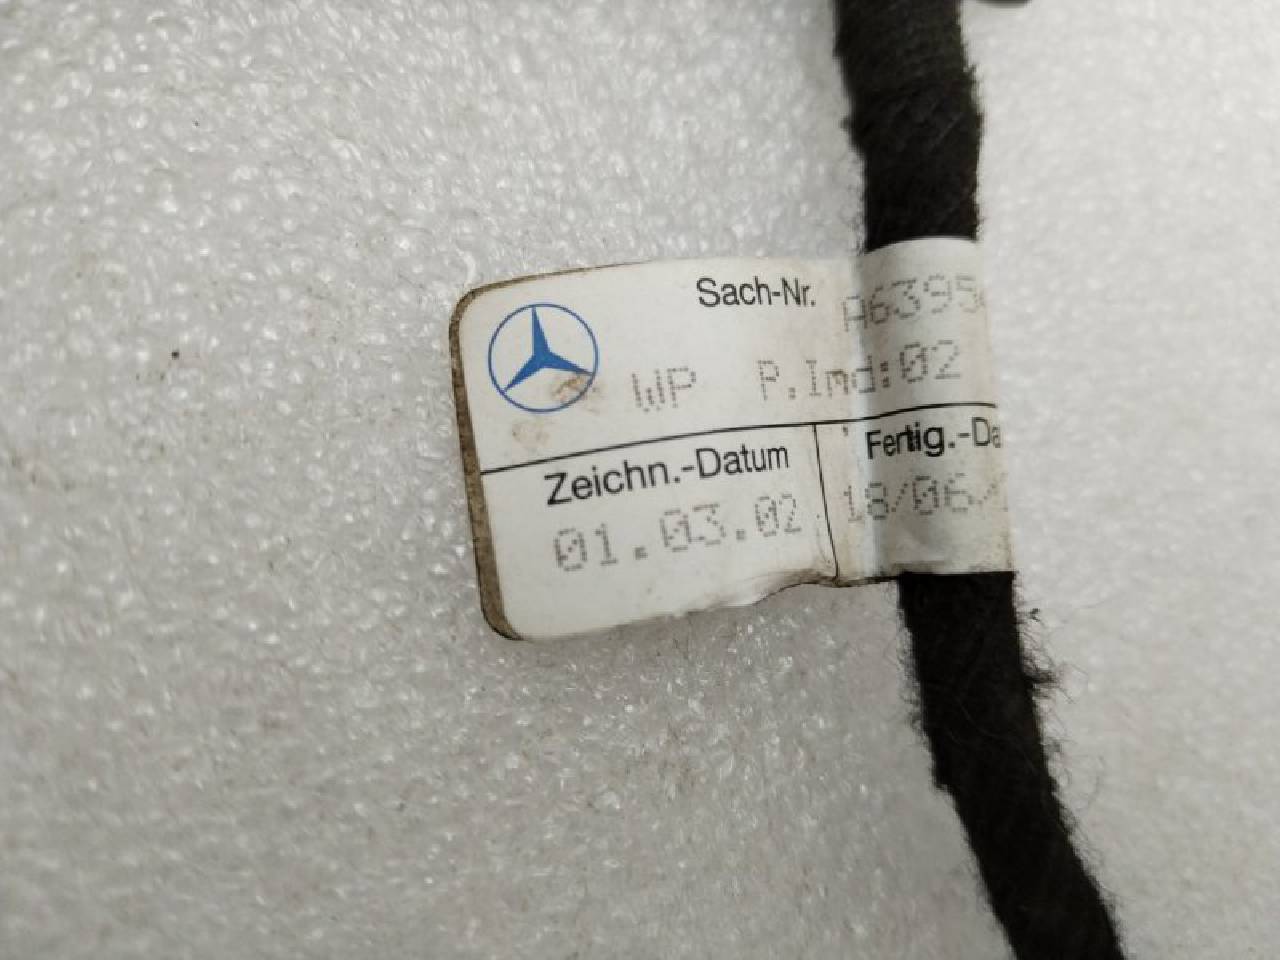 Sach-Nr. A6395
WP P.Ind:02
Zeichn.-Datum Fertig.-Da
01.03.02 18/06/